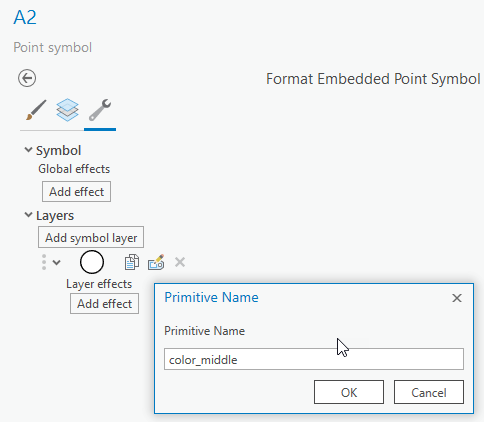 A2
Point symbol
Format Embedded Point Symbol
Symbol
Global effects
Add effect
Layers
Add symbol layer
Layer effects
Add effect
Primitive Name
Primitive Name
color_middle
OK
Cancel